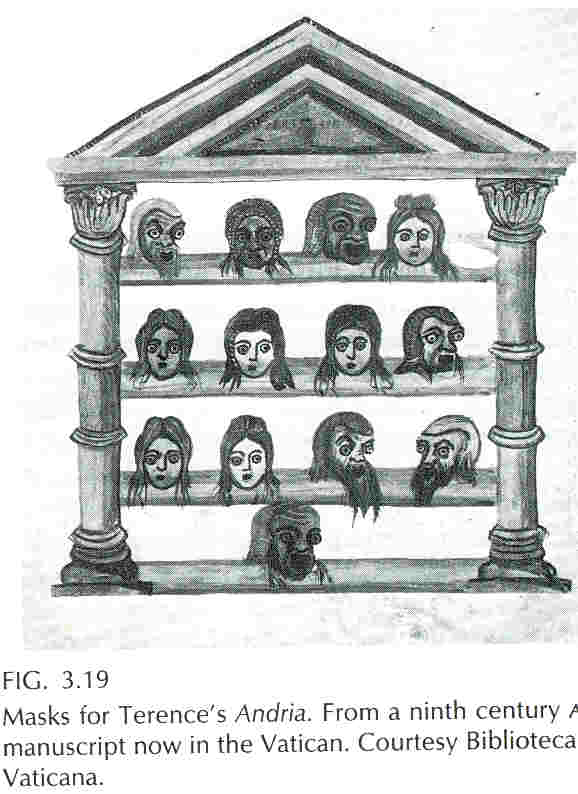 FIG. 3.19
Masks for Terence's Andria. From a ninth century
manuscript now in the Vatican. Courtesy Biblioteca
Vaticana.